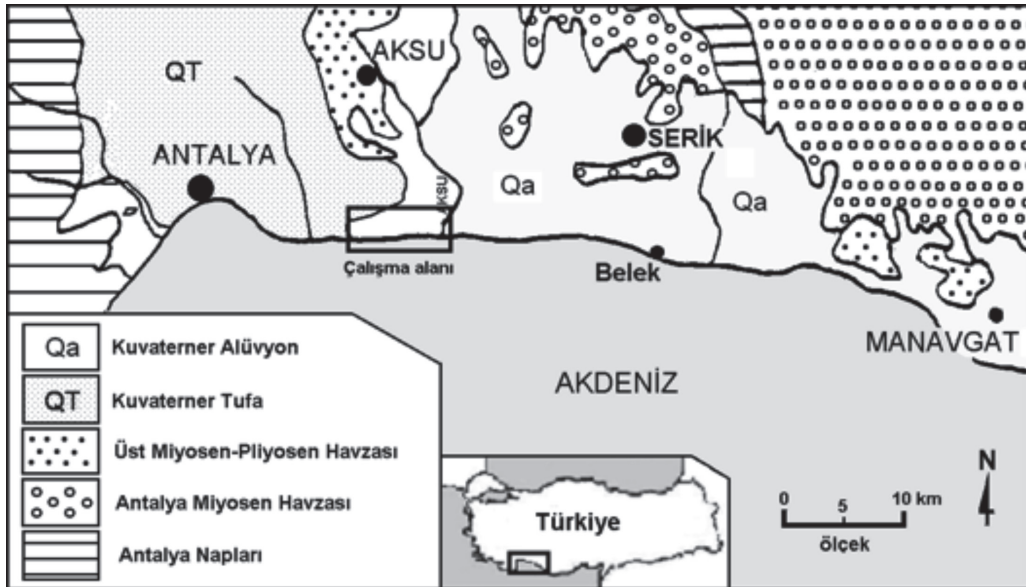 QT
AKSU
ANTALYA
SERİK
Qa
AKSU
Qa
Çalışma alanı
Belek
MANAVGAT
AKDENİZ
Qa Kuvaterner Alüvyon
QT Kuvaterner Tufa
Üst Miyosen-Pliyosen Havzası
Antalya Miyosen Havzası
Antalya Napları
Türkiye
N
0 5 10 km
ölçek